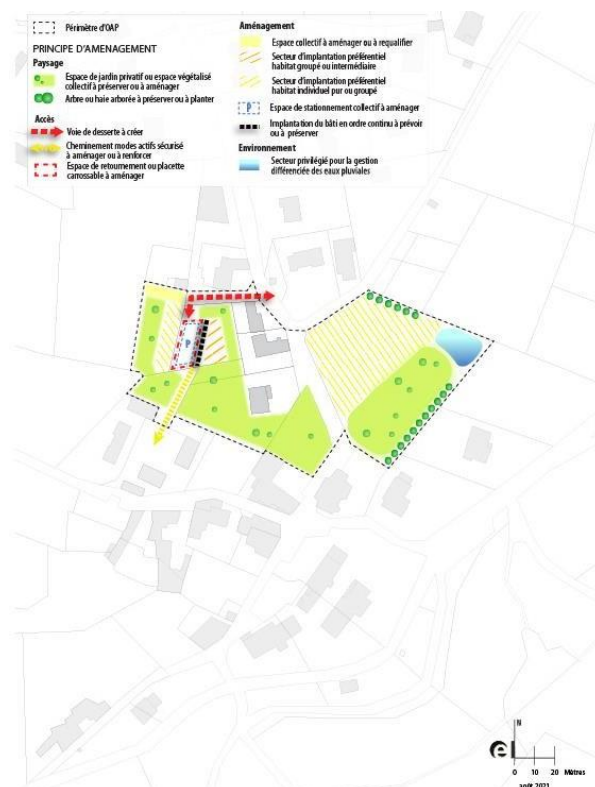 Périmètre d'OAP
PRINCIPE D'AMENAGEMENT
Paysage
Espace de jardin privatif ou espace végétalisé
collectif à préserver ou à aménager
Arbre ou haie arborée à préserver ou à planter
Accès
Voie de desserte à créer
Cheminement modes actifs sécurisé
à aménager ou à renforcer
Espace de retournement ou placette
carrossable à aménager
Aménagement
Espace collectif à aménager ou à requalifier
Secteur d'implantation préférentiel
habitat groupé ou intermédiaire
Secteur d'implantation préférentiel
habitat individuel pur ou groupé
P
Espace de stationnement collectif à aménager
Implantation du bâti en ordre continu à prévoir
ou à préserver
Environnement
Secteur privilégié pour la gestion
différenciée des eaux pluviales
P
N
0 10 20 Mètres
août 2021